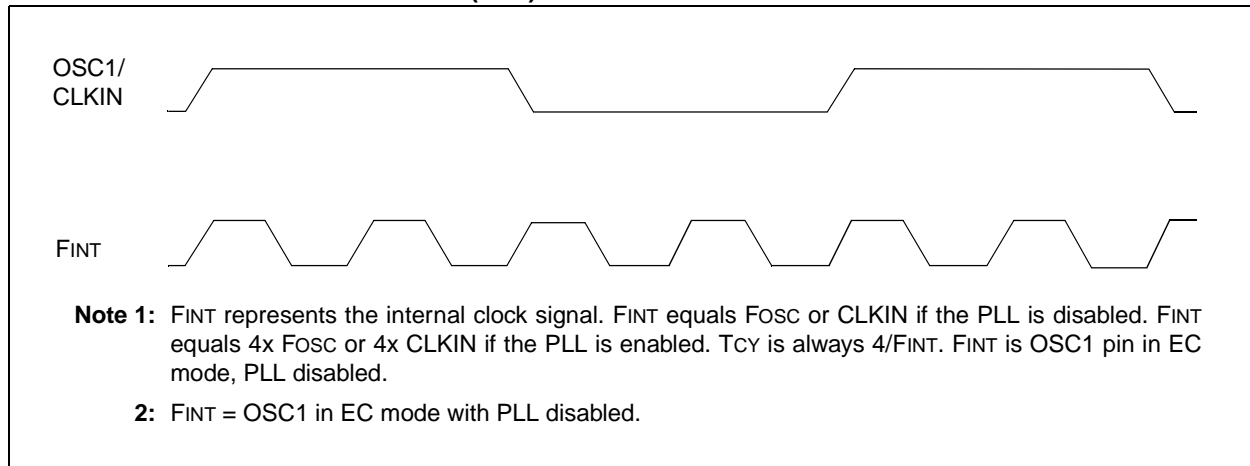 OSC1/
CLKIN
FINT
Note 1: FINT represents the internal clock signal. FINT equals FOSC or CLKIN if the PLL is disabled. FINT
equals 4x FOSC or 4x CLKIN if the PLL is enabled. TCY is always 4/FINT. FINT is OSC1 pin in EC
mode, PLL disabled.
2: FINT = OSC1 in EC mode with PLL disabled.